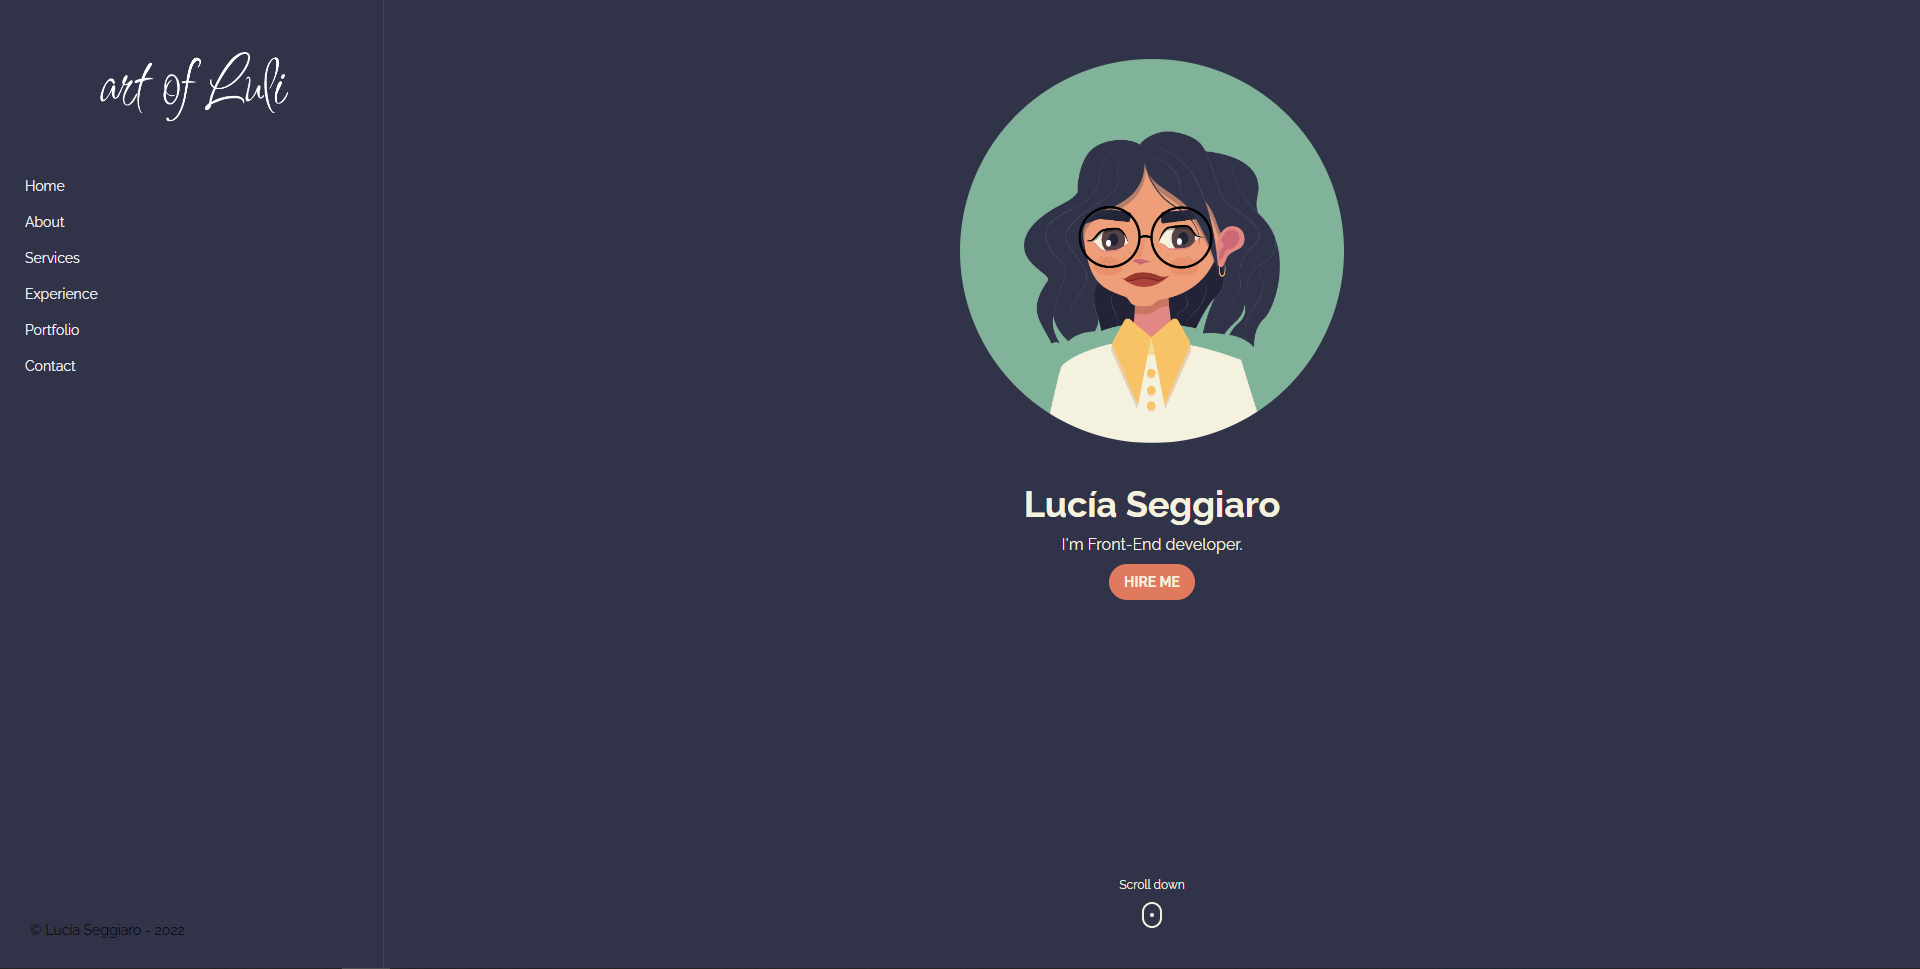 art of Luli
Home
About
Services
Experience
Portfolio
Contact
© Lucía Seggiaro - 2022
Lucía Seggiaro
I'm Front-End developer.
HIRE ME
Scroll down